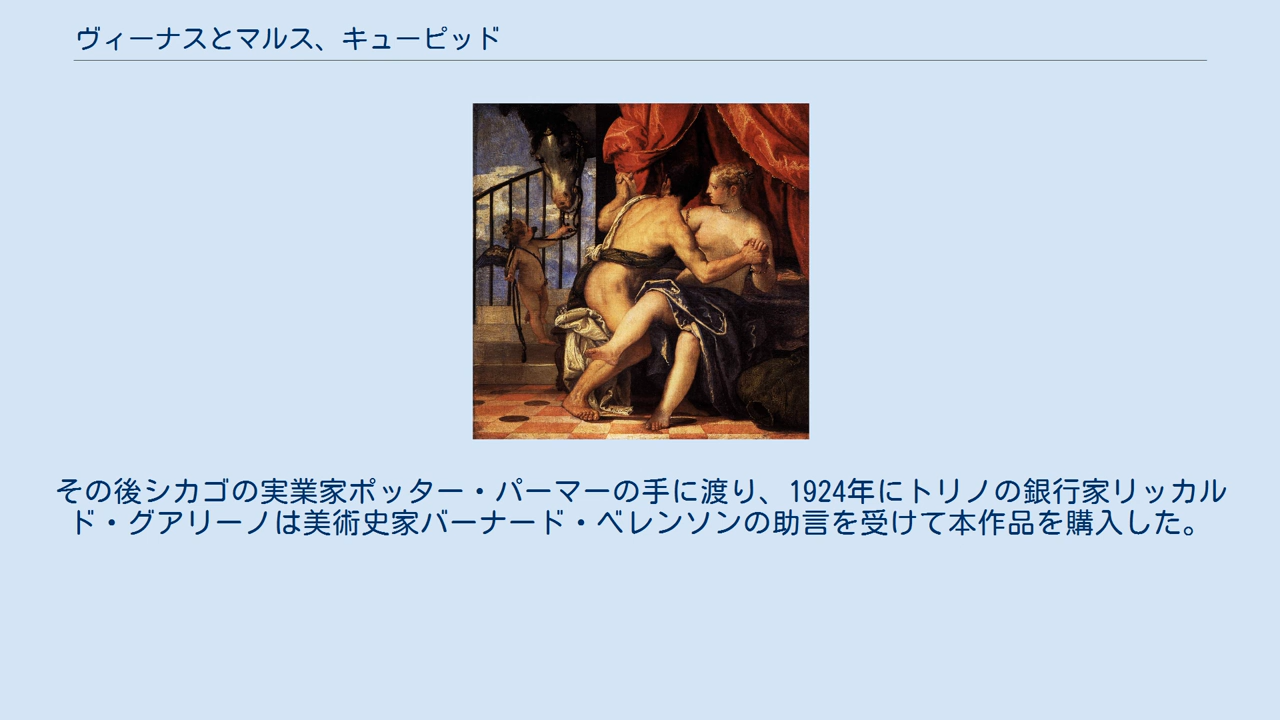 ヴィーナスとマルス、キューピッド
その後シカゴの実業家ポッター・パーマーの手に渡り、1924年にトリノの銀行家リッカル
ド・グアリーノは美術史家バーナード・ベレンソンの助言を受けて本作品を購入した。